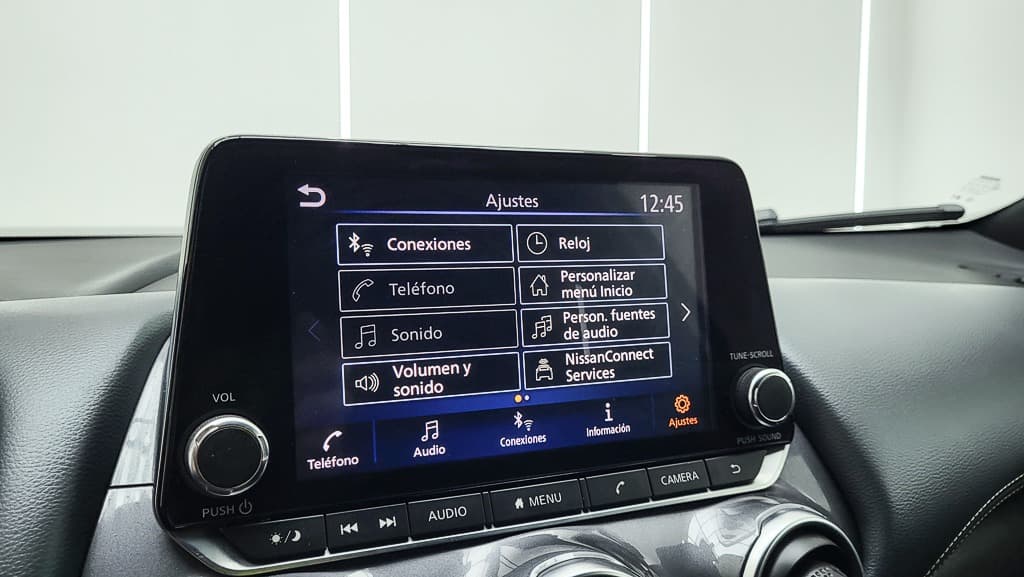 Ajustes
12:45
Conexiones
Reloj
Teléfono
Personalizar
menú Inicio
Sonido
Person. fuentes
de audio
Volumen y
sonido
NissanConnect
Services
Teléfono
Audio
Conexiones
Información
Ajustes
VOL
PUSH
TUNE·SCROLL
PUSH SOUND
AUDIO
MENU
CAMERA